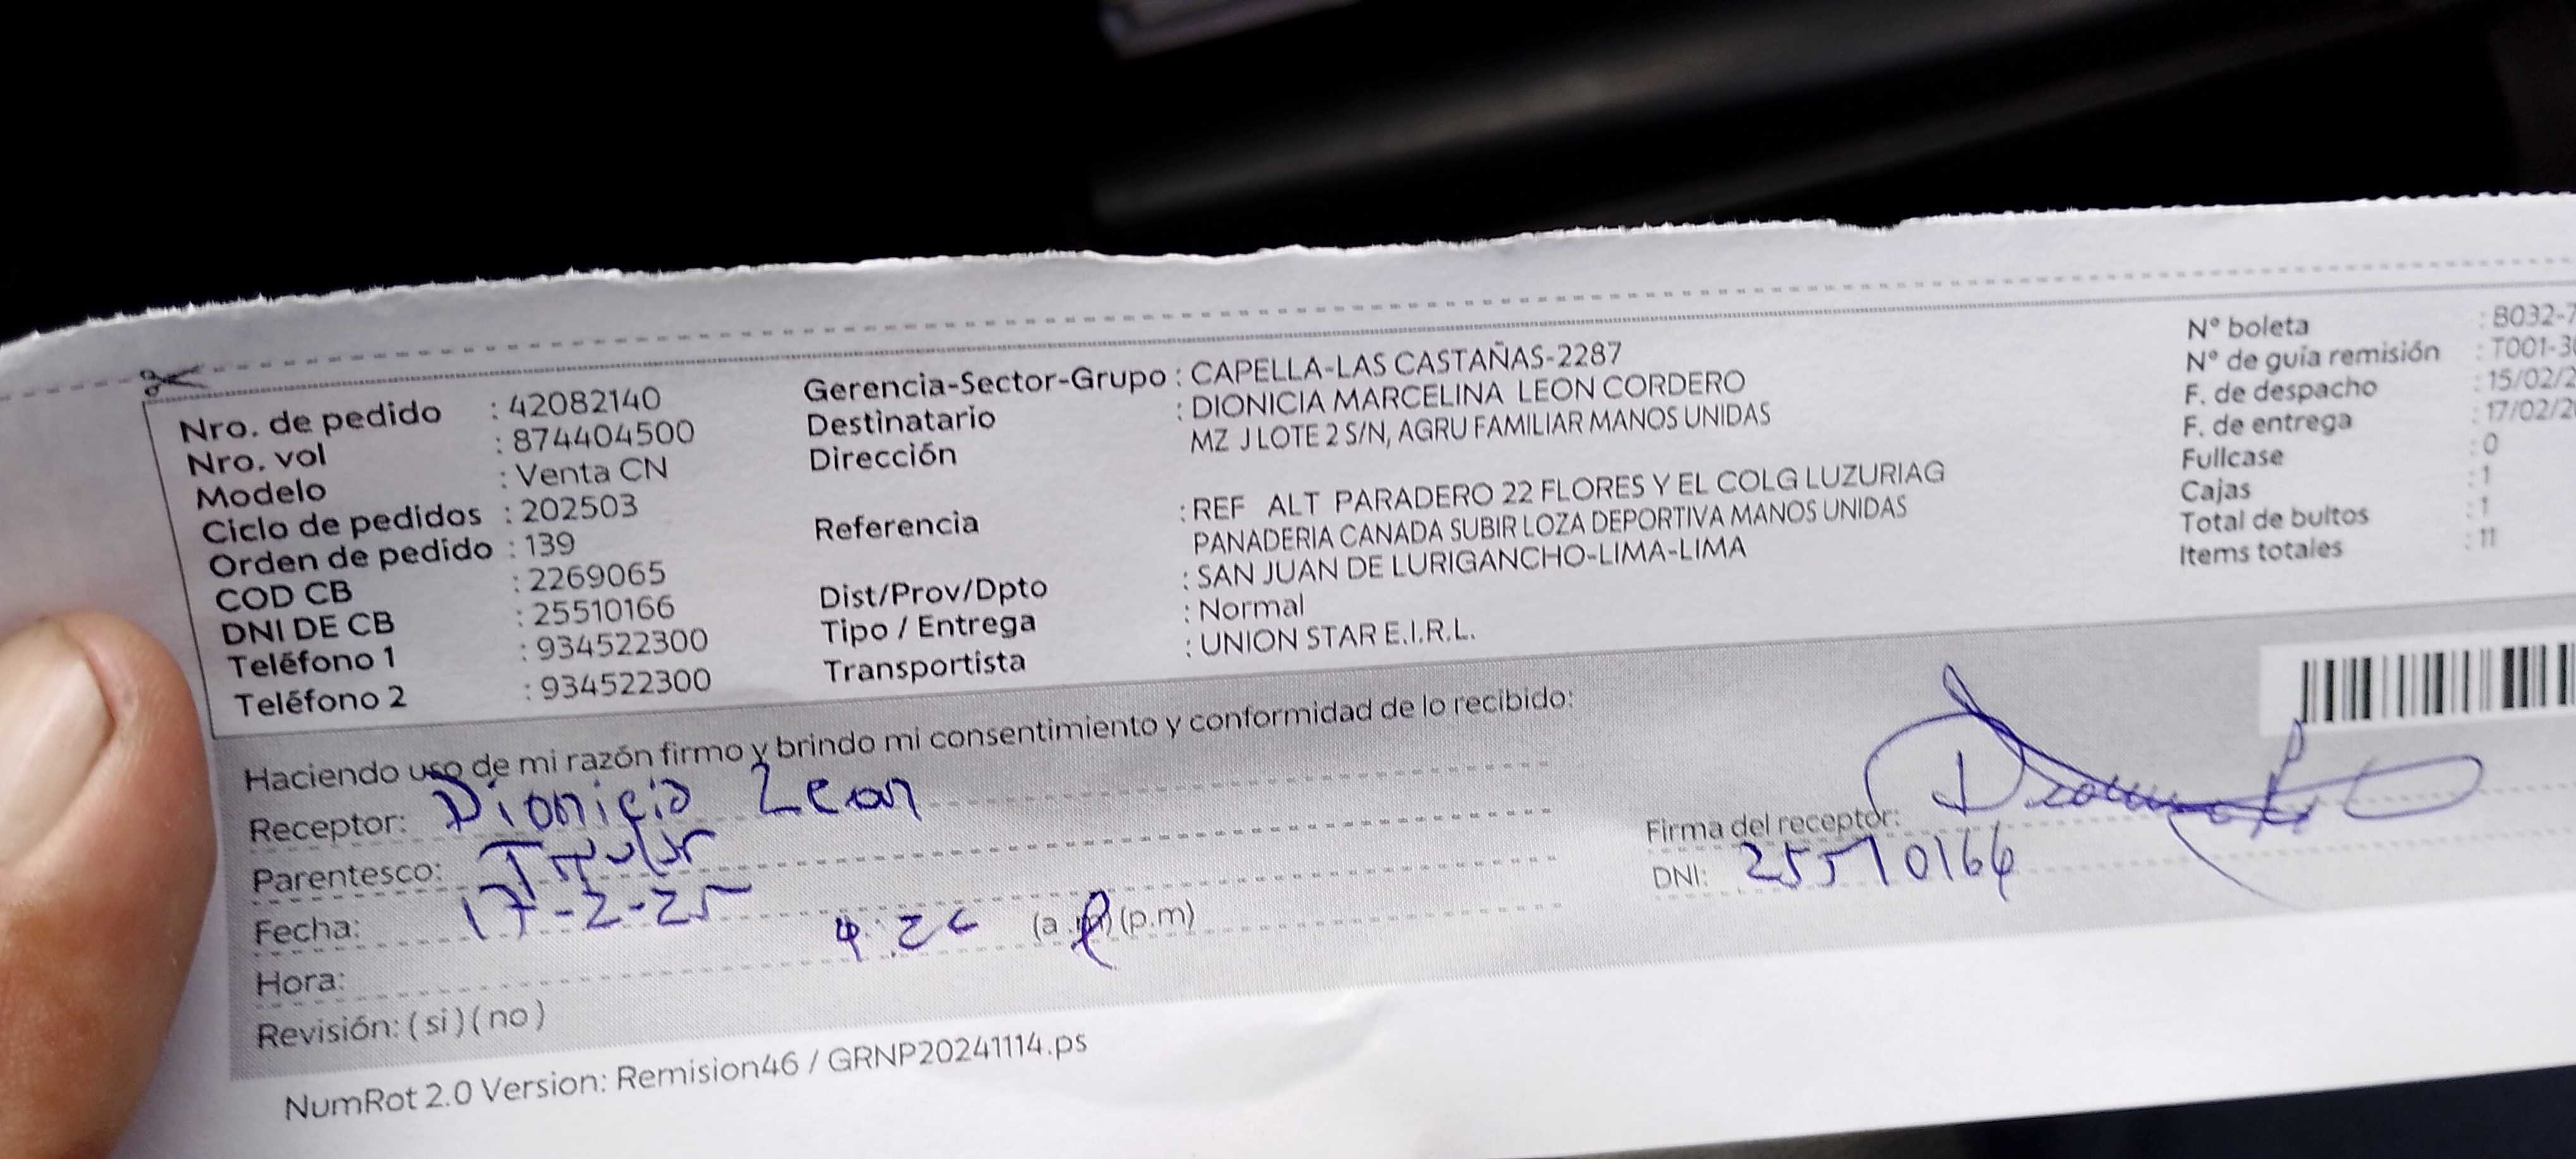 Nro. de pedido : 42082140
Nro. vol : 874404500
Modelo : Venta CN
Ciclo de pedidos : 202503
Orden de pedido : 139
COD CB : 2269065
DNI DE CB : 25510166
Teléfono 1 : 934522300
Teléfono 2 : 934522300
Gerencia-Sector-Grupo : CAPELLA-LAS CASTAÑAS-2287
Destinatario : DIONICIA MARCELINA LEON CORDERO
Dirección MZ J LOTE 2 S/N, AGRU FAMILIAR MANOS UNIDAS
Referencia : REF ALT PARADERO 22 FLORES Y EL COLG LUZURIAG
PANADERIA CANADA SUBIR LOZA DEPORTIVA MANOS UNIDAS
Dist/Prov/Dpto : SAN JUAN DE LURIGANCHO-LIMA-LIMA
Tipo / Entrega : Normal
Transportista : UNION STAR E.I.R.L.
N° boleta : B032-7
N° de guía remisión : T001-30
F. de despacho : 15/02/2
F. de entrega : 17/02/20
Fullcase : 0
Cajas : 1
Total de bultos : 1
Items totales : 11
Haciendo uso de mi razón firmo y brindo mi consentimiento y conformidad de lo recibido:
Receptor: Dionicia Leon
Parentesco: Titular
Fecha: 17-2-25
Hora: (a.m) (p.m)
Revisión: ( si ) ( no )
Firma del receptor:
DNI: 25510166
NumRot 2.0 Version: Remision46 / GRNP20241114.ps